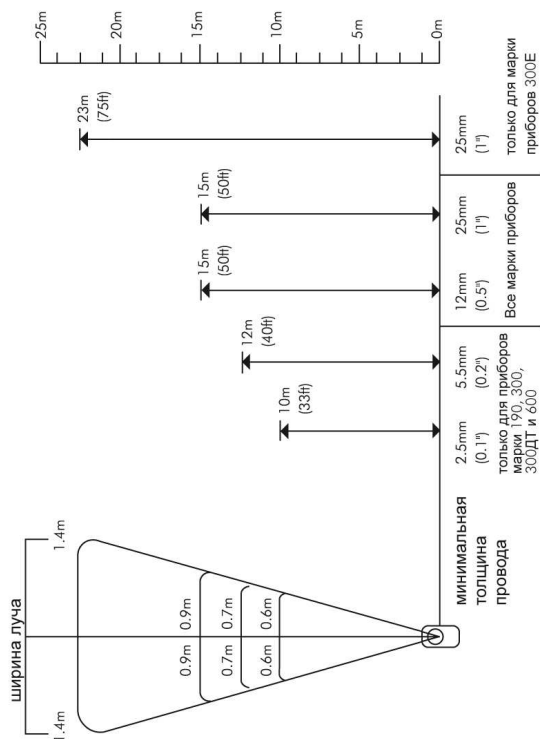 ширина луча
1.4m
1.4m
0.9m
0.9m
0.7m
0.7m
0.6m
0.6m
минимальная
толщина
провода
10m
(33ft)
12m
(40ft)
15m
(50ft)
15m
(50ft)
23m
(75ft)
2.5mm
(0.1")
5.5mm
(0.2")
только для приборов
марки 190, 300,
300ДТ и 600
12mm
(0.5")
25mm
(1")
Все марки приборов
25mm
(1")
только для марки
приборов 300E
25m
20m
15m
10m
5m
0m